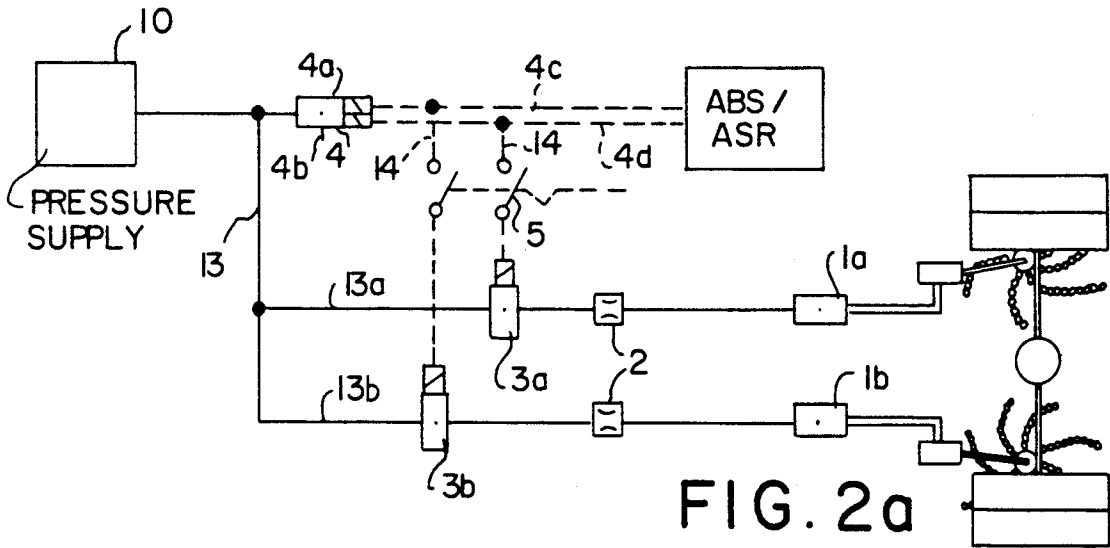 10
4a
4c
ABS/
ASR
4b
4
14
14
4d
PRESSURE
SUPPLY
13
5
13a
1a
3a
2
13b
1b
3b
FIG. 2a